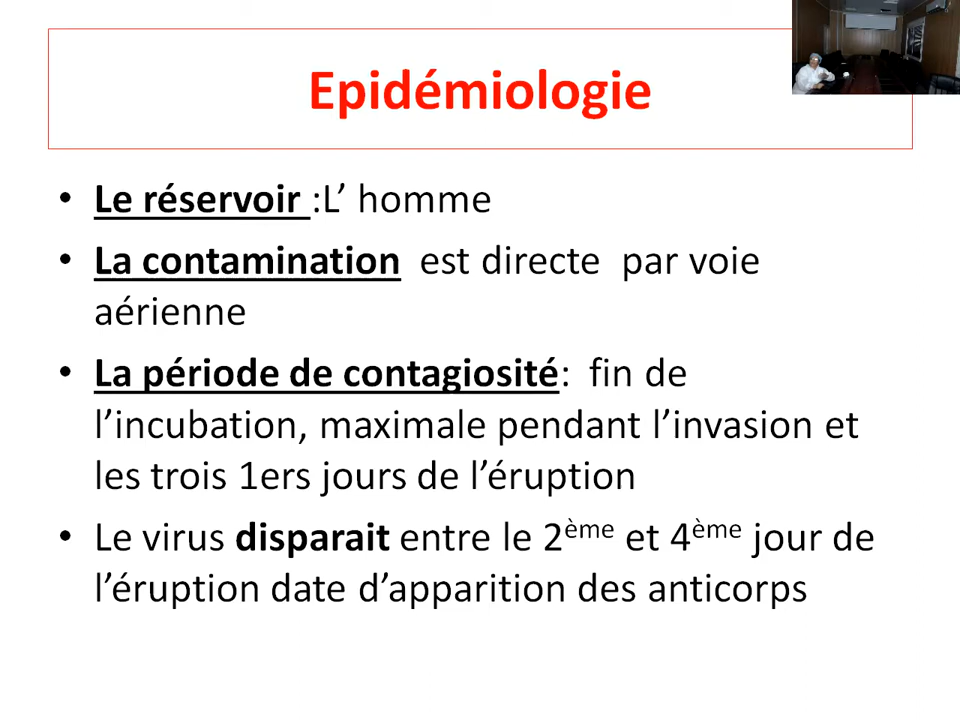 Epidémiologie
• Le réservoir :L’ homme
• La contamination est directe par voie
aérienne
• La période de contagiosité: fin de
l’incubation, maximale pendant l’invasion et
les trois 1ers jours de l’éruption
• Le virus disparait entre le 2ème et 4ème jour de
l’éruption date d’apparition des anticorps